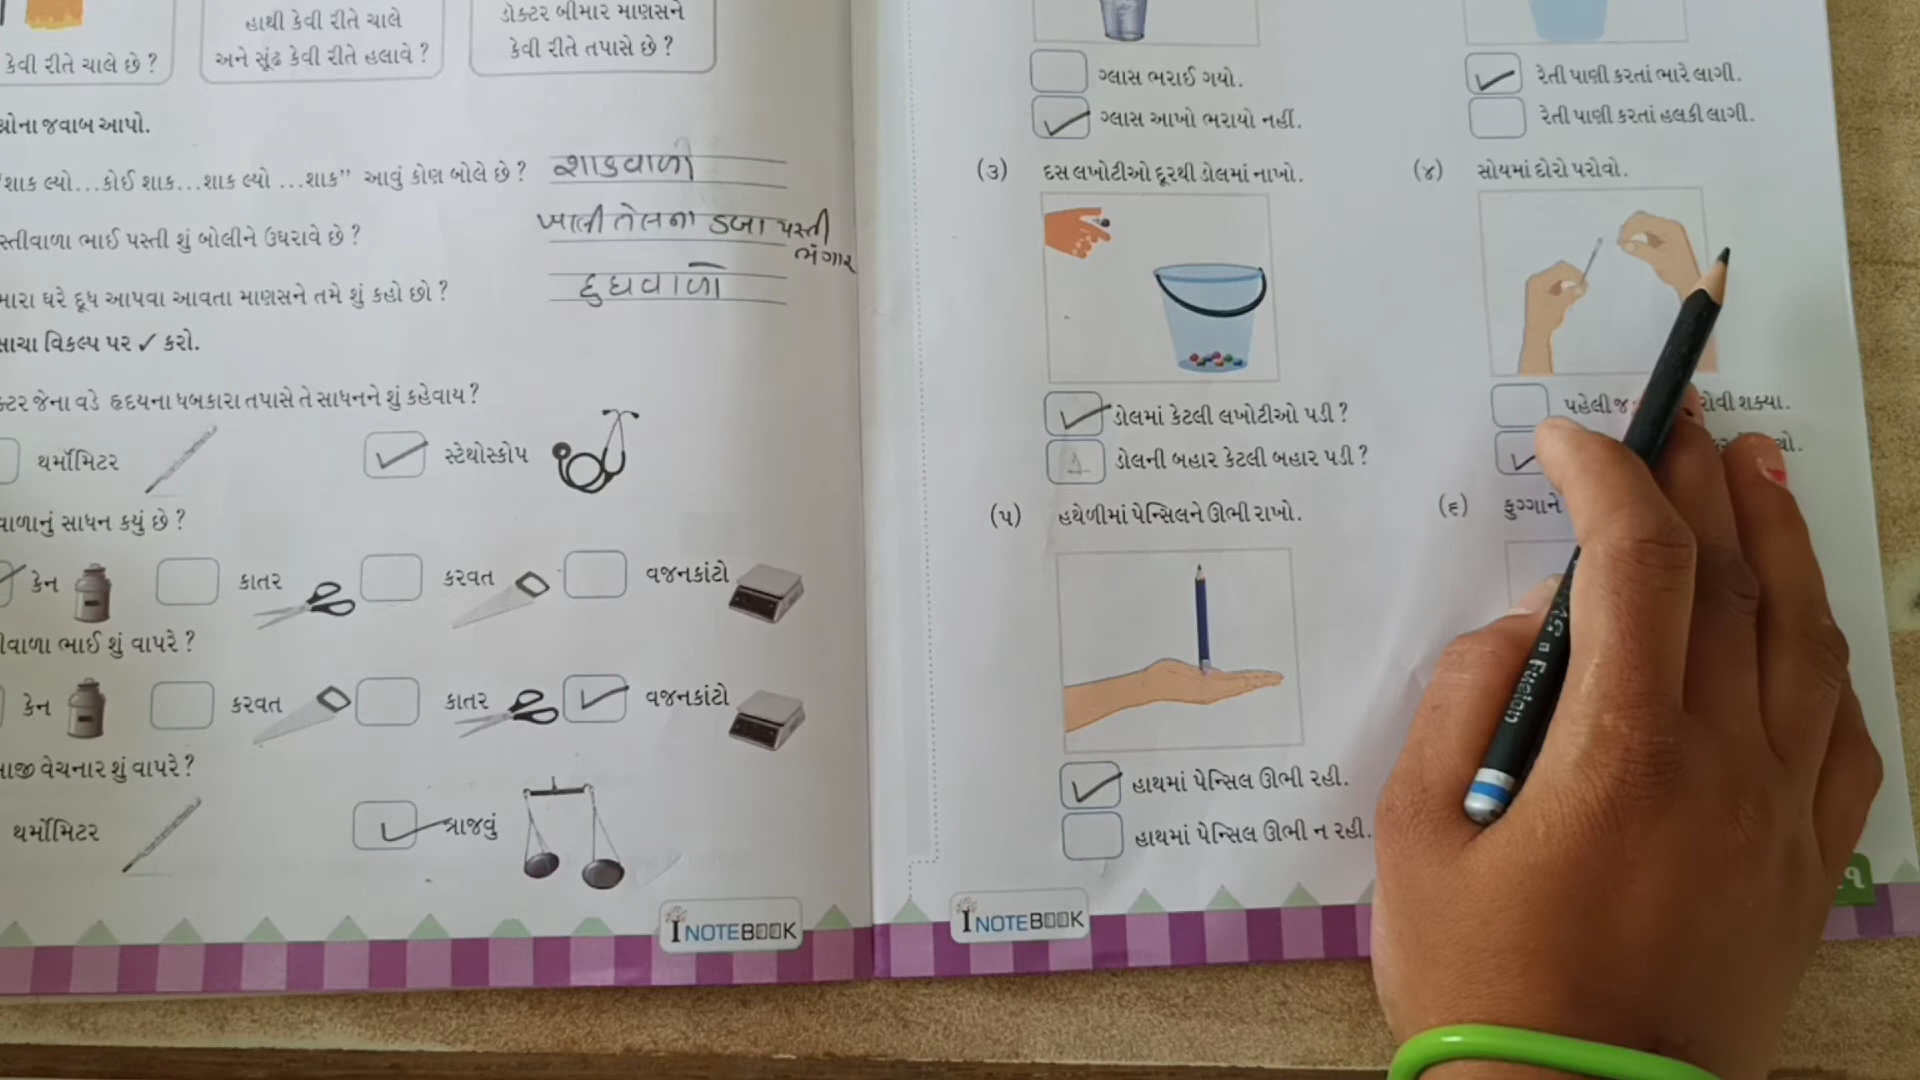 હાથી કેવી રીતે ચાલે
અને સૂંઢ કેવી રીતે હલાવે ?
ડૉક્ટર બીમાર માણસને
કેવી રીતે તપાસે છે ?
કેવી રીતે ચાલે છે ?
જવાબ આપો.
"શાક લ્યો...કોઈ શાક...શાક લ્યો ...શાક" આવું કોણ બોલે છે ? શાકવાળી
ભાઈ પસ્તી શું બોલીને ઉઘરાવે છે ? ખાલી તેલના ડબા પસ્તી
ભંગાર
ઘરે દૂધ આપવા આવતા માણસને તમે શું કહો છો ? દુધવાળો
સાચા વિકલ્પ પર ✓ કરો.
જેના વડે હૃદયના ધબકારા તપાસે તે સાધનને શું કહેવાય ?
થર્મૉમિટર
✓ સ્ટેથોસ્કોપ
સાધન કયું છે ?
✓ કેન
કાતર
કરવત
વજનકાંટો
ભાઈ શું વાપરે ?
કેન
કરવત
કાતર
✓ વજનકાંટો
વેચનાર શું વાપરે ?
થર્મૉમિટર
✓ ત્રાજવું
INOTEBOOK
ગ્લાસ ભરાઈ ગયો.
✓ ગ્લાસ આખો ભરાયો નહીં.
✓ રેતી પાણી કરતાં ભારે લાગી.
રેતી પાણી કરતાં હલકી લાગી.
(૩) દસ લખોટીઓ દૂરથી ડોલમાં નાખો.
✓ ડોલમાં કેટલી લખોટીઓ પડી ?
1 ડોલની બહાર કેટલી બહાર પડી ?
(૪) સોયમાં દોરો પરોવો.
પહેલી જ
શક્યા.
✓
(૫) હથેળીમાં પેન્સિલને ઊભી રાખો.
✓ હાથમાં પેન્સિલ ઊભી રહી.
હાથમાં પેન્સિલ ઊભી ન રહી.
(૬) ફુગ્ગાને
Fusion
INOTEBOOK